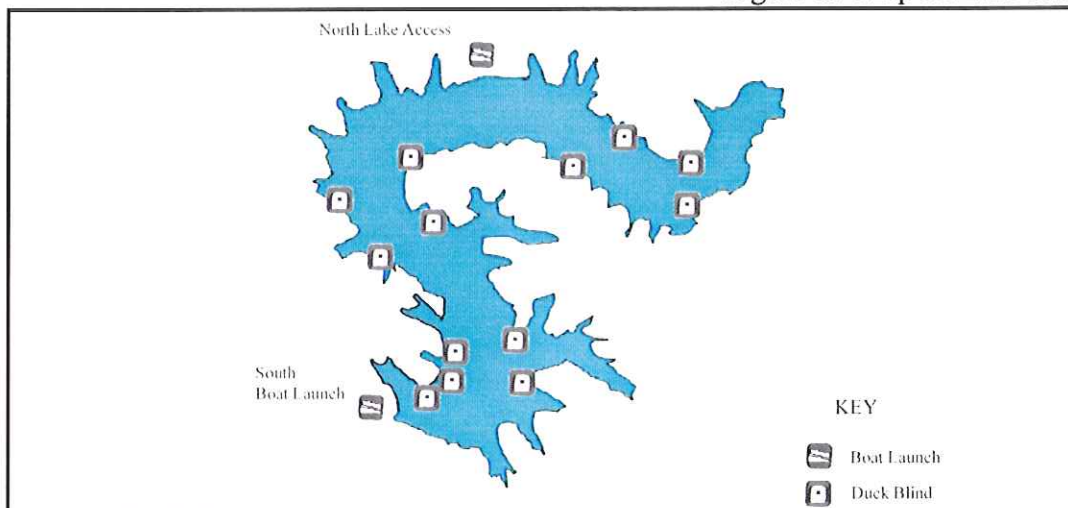 North Lake Access
South
Boat Launch
KEY
Boat Launch
Duck Blind